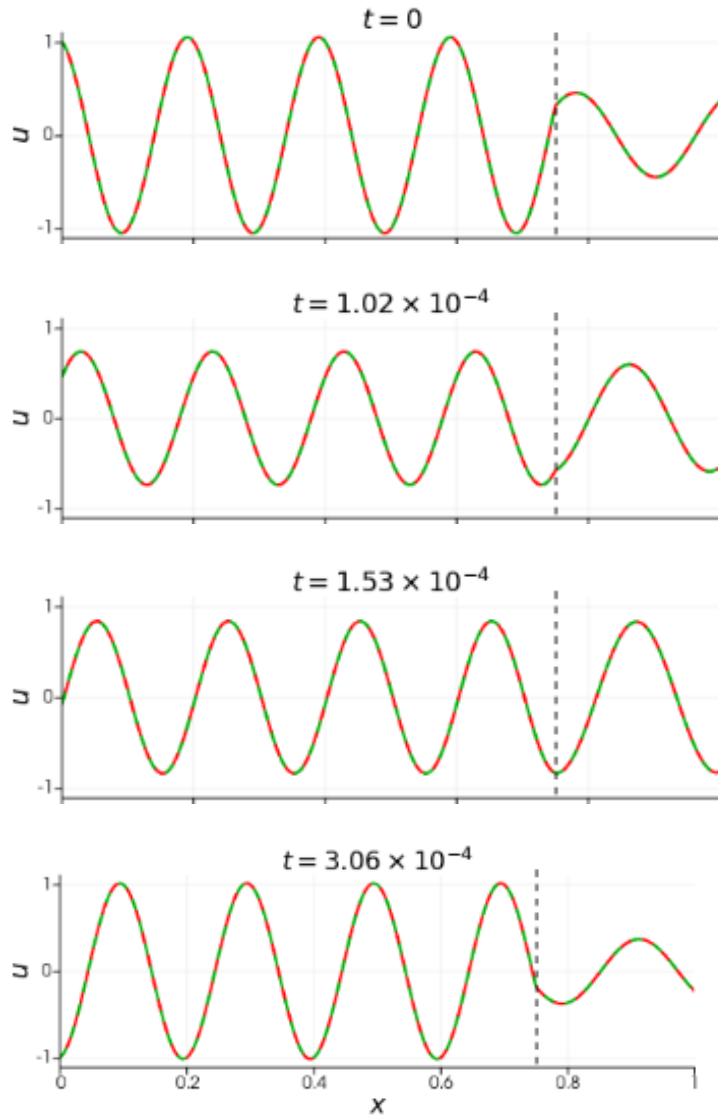 t = 0
1
0
-1
u
t = 1.02 × 10⁻⁴
1
0
-1
u
t = 1.53 × 10⁻⁴
1
0
-1
u
t = 3.06 × 10⁻⁴
1
0
-1
u
0 0.2 0.4 0.6 0.8 1
x